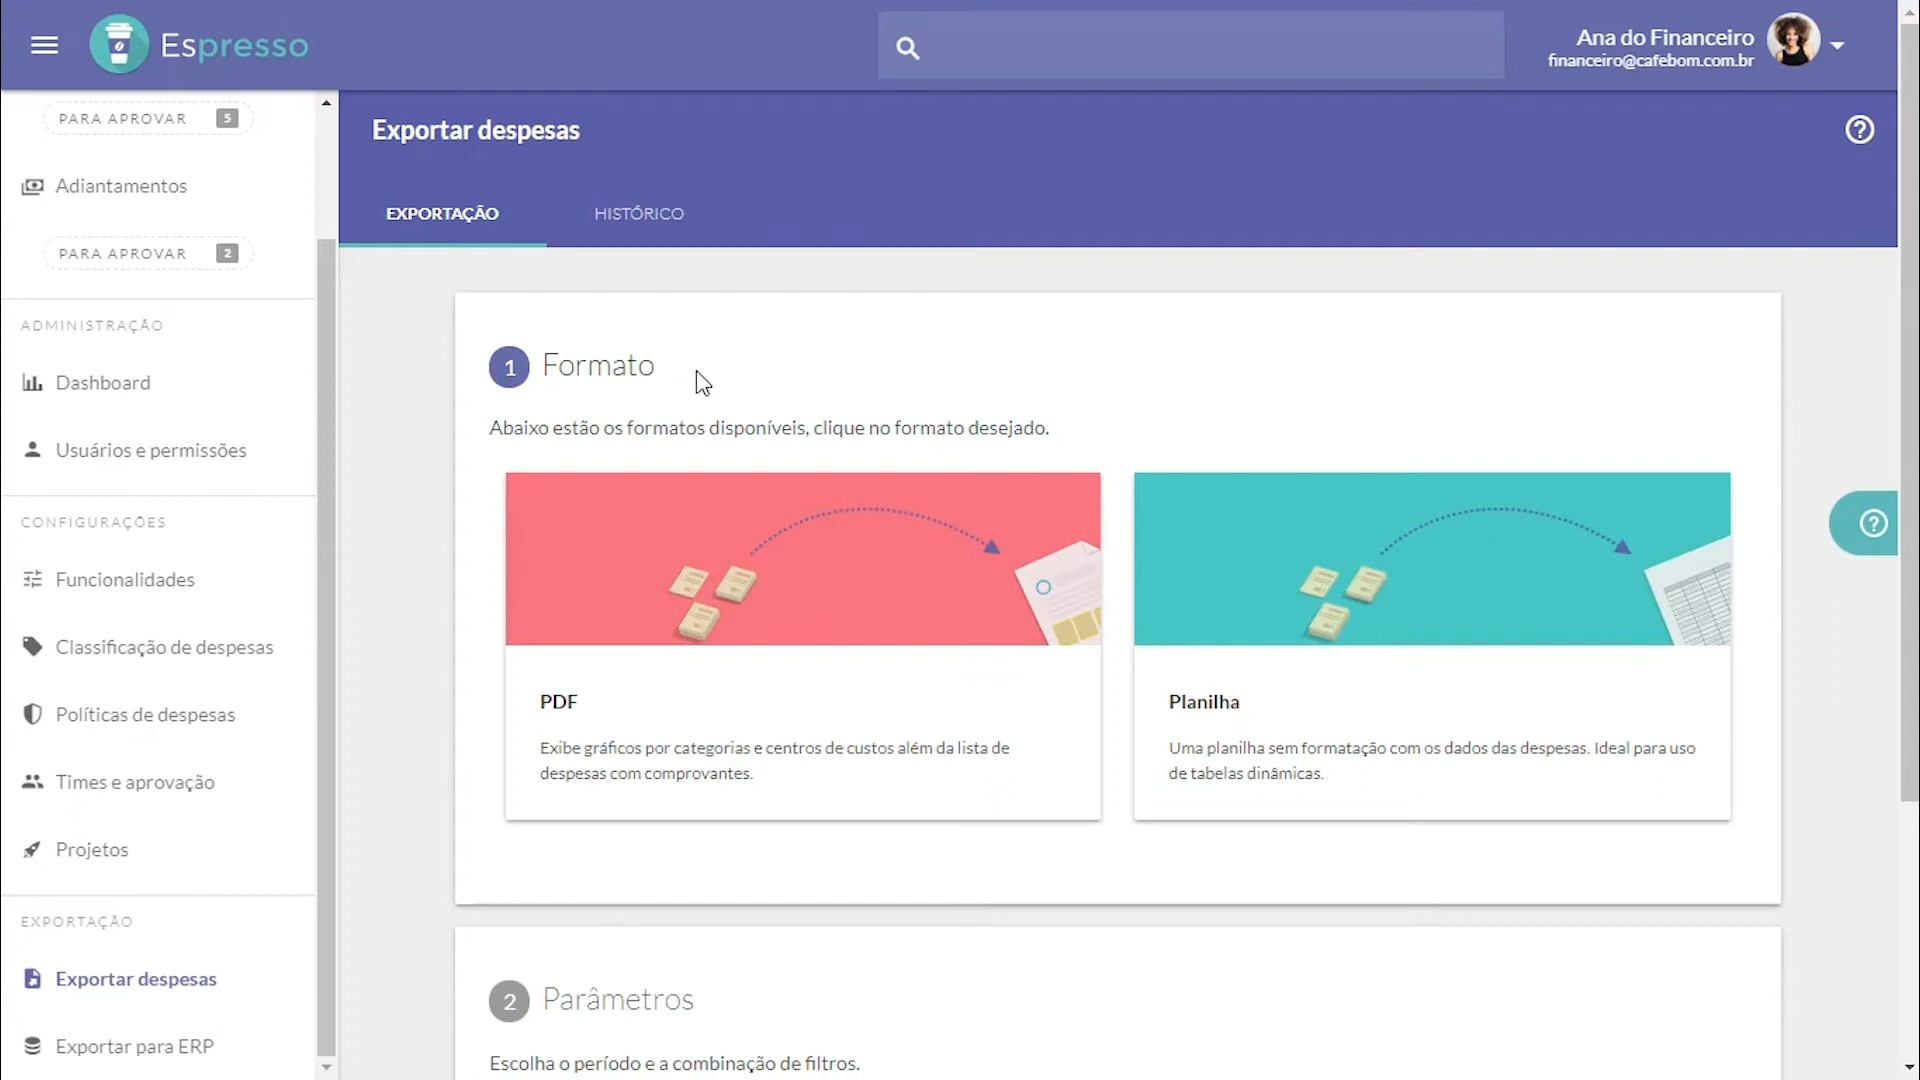 Espresso
Ana do Financeiro
financeiro@cafebom.com.br
PARA APROVAR 5
Adiantamentos
PARA APROVAR 2
ADMINISTRAÇÃO
Dashboard
Usuários e permissões
CONFIGURAÇÕES
Funcionalidades
Classificação de despesas
Políticas de despesas
Times e aprovação
Projetos
EXPORTAÇÃO
Exportar despesas
Exportar para ERP
Exportar despesas
EXPORTAÇÃO HISTÓRICO
1 Formato
Abaixo estão os formatos disponíveis, clique no formato desejado.
PDF
Exibe gráficos por categorias e centros de custos além da lista de
despesas com comprovantes.
Planilha
Uma planilha sem formatação com os dados das despesas. Ideal para uso
de tabelas dinâmicas.
2 Parâmetros
Escolha o período e a combinação de filtros.